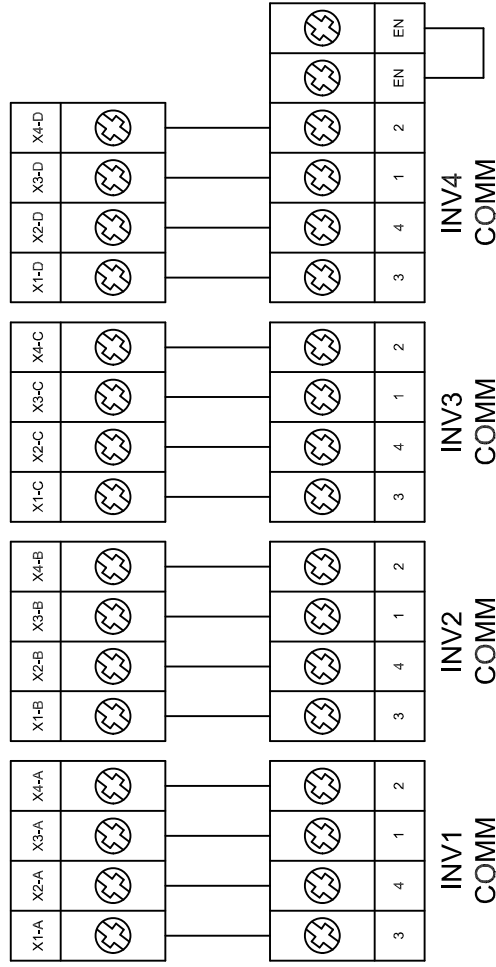 X4-D
X3-D
X2-D
X1-D
EN
EN
2
1
4
3
INV4
COMM
X4-C
X3-C
X2-C
X1-C
2
1
4
3
INV3
COMM
X4-B
X3-B
X2-B
X1-B
2
1
4
3
INV2
COMM
X4-A
X3-A
X2-A
X1-A
2
1
4
3
INV1
COMM